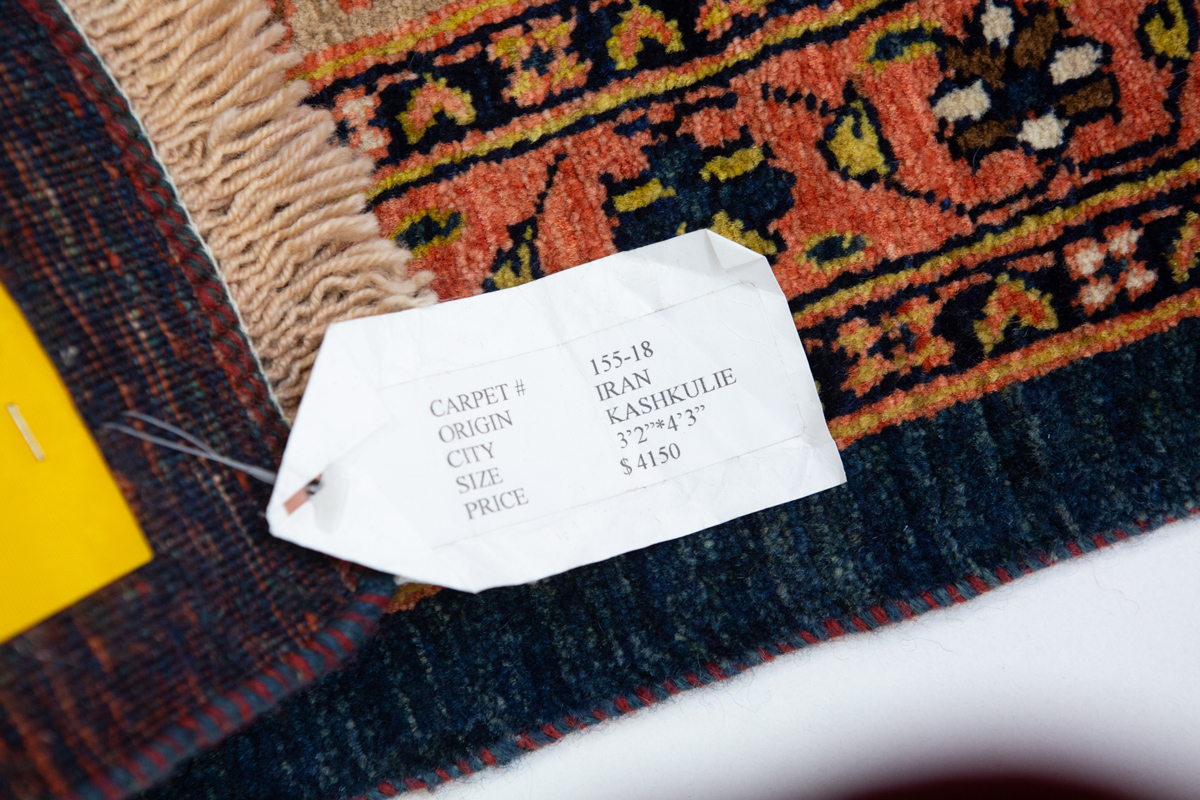 CARPET # 155-18
ORIGIN IRAN
CITY KASHKULIE
SIZE 3’2”*4’3”
PRICE $ 4150